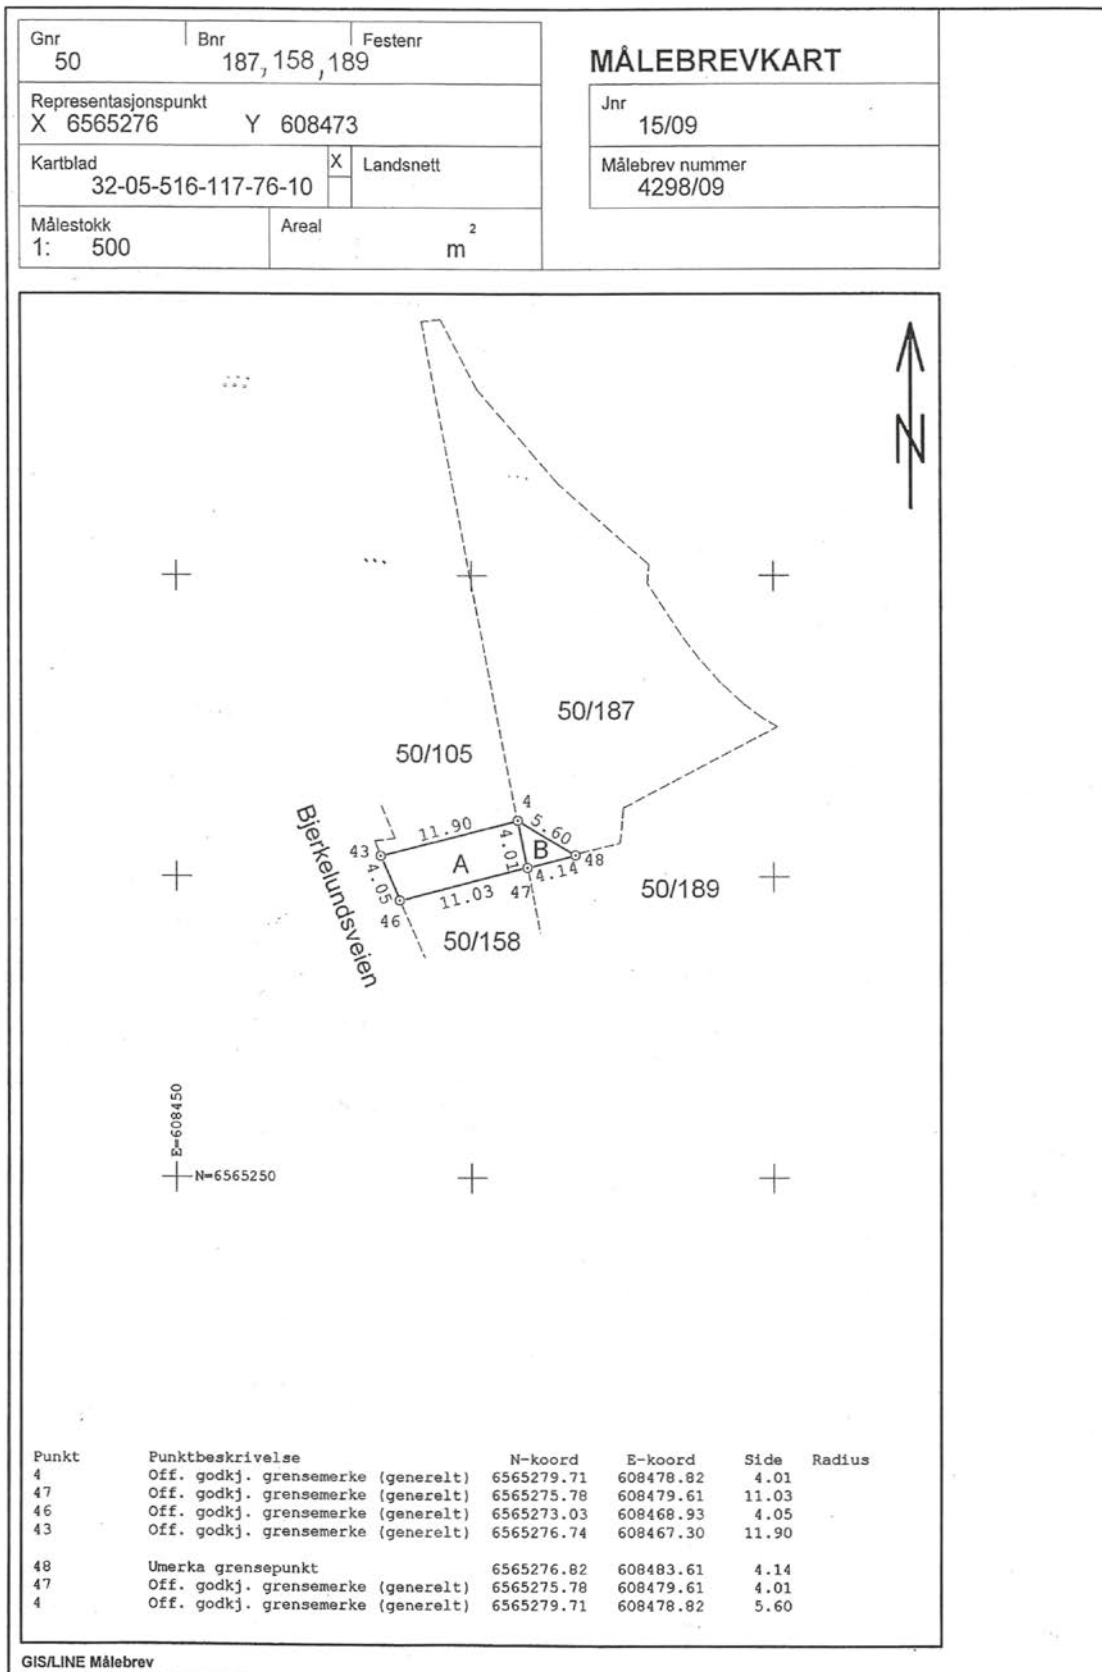 Gnr Bnr Festenr
50 187, 158, 189
MÅLEBREVKART
Representasjonspunkt
X 6565276 Y 608473
Jnr
15/09
Kartblad X Landsnett
32-05-516-117-76-10
Målebrev nummer
4298/09
Målestokk Areal 2
1: 500 m
N
50/187
50/105
4
11.90
5.60
43
A
4.01
B
48
4.05
11.03
47
4.14
50/189
46
50/158
Bjerkelundsveien
E=608450
N=6565250
Punkt Punktbeskrivelse N-koord E-koord Side Radius
4 Off. godkj. grensemerke (generelt) 6565279.71 608478.82 4.01
47 Off. godkj. grensemerke (generelt) 6565275.78 608479.61 11.03
46 Off. godkj. grensemerke (generelt) 6565273.03 608468.93 4.05
43 Off. godkj. grensemerke (generelt) 6565276.74 608467.30 11.90
48 Umerka grensepunkt 6565276.82 608483.61 4.14
47 Off. godkj. grensemerke (generelt) 6565275.78 608479.61 4.01
4 Off. godkj. grensemerke (generelt) 6565279.71 608478.82 5.60
GIS/LINE Målebrev